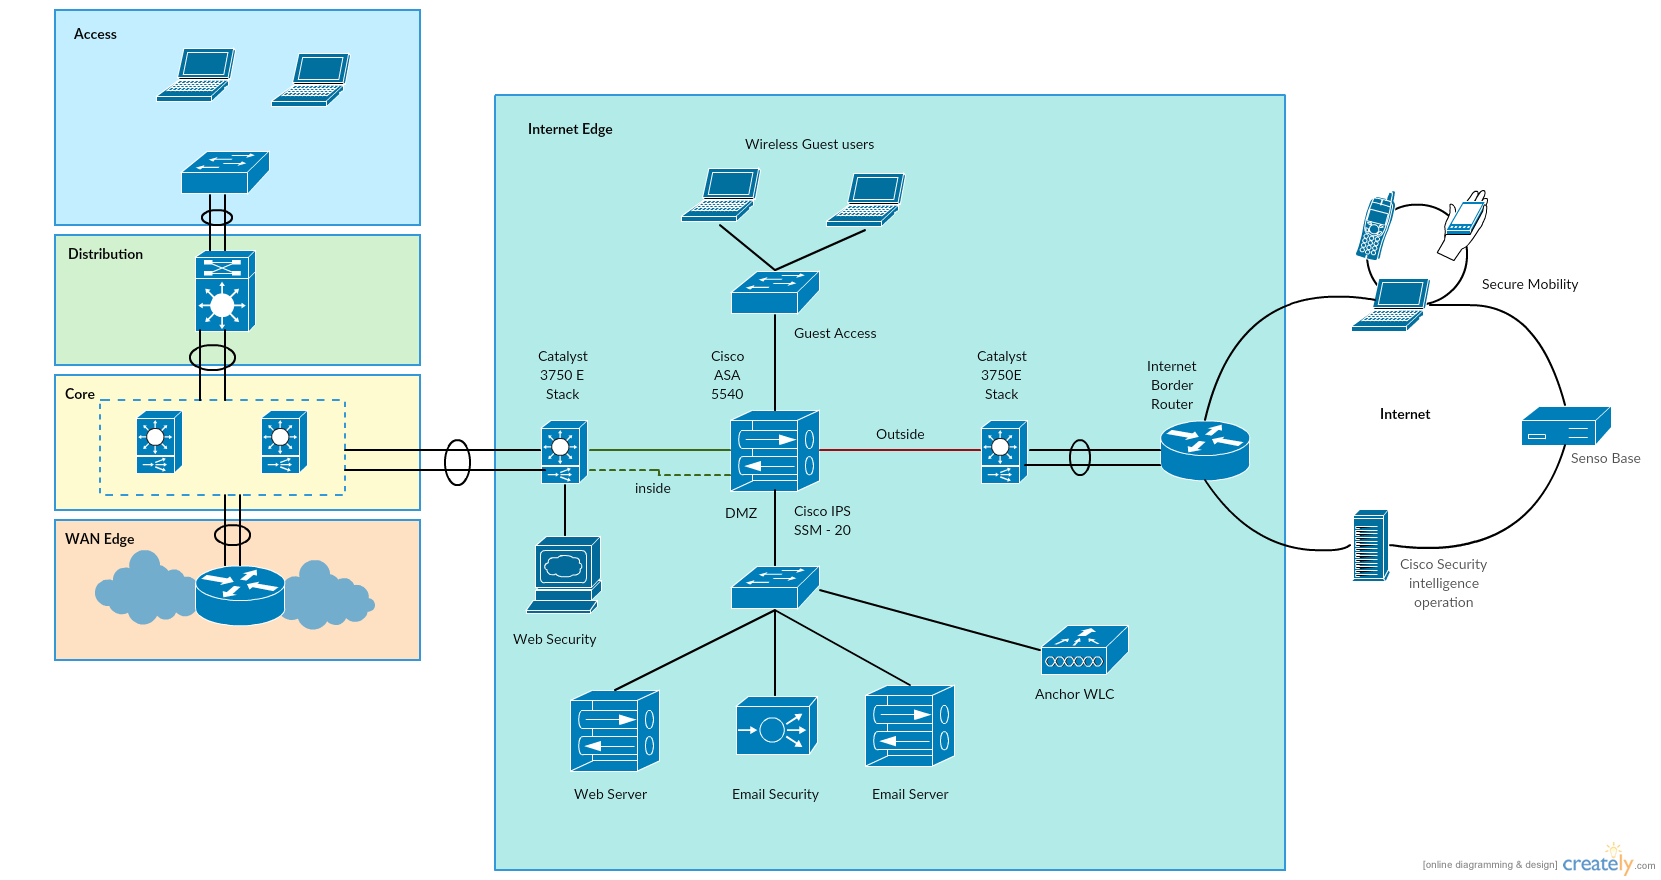 Access
Distribution
Core
WAN Edge
Internet Edge
Wireless Guest users
Guest Access
Catalyst
3750 E
Stack
Cisco
ASA
5540
Catalyst
3750E
Stack
Internet
Border
Router
Outside
inside
DMZ
Cisco IPS
SSM - 20
Web Security
Anchor WLC
Web Server
Email Security
Email Server
Secure Mobility
Internet
Senso Base
Cisco Security
intelligence
operation
[online diagramming & design] creately.com